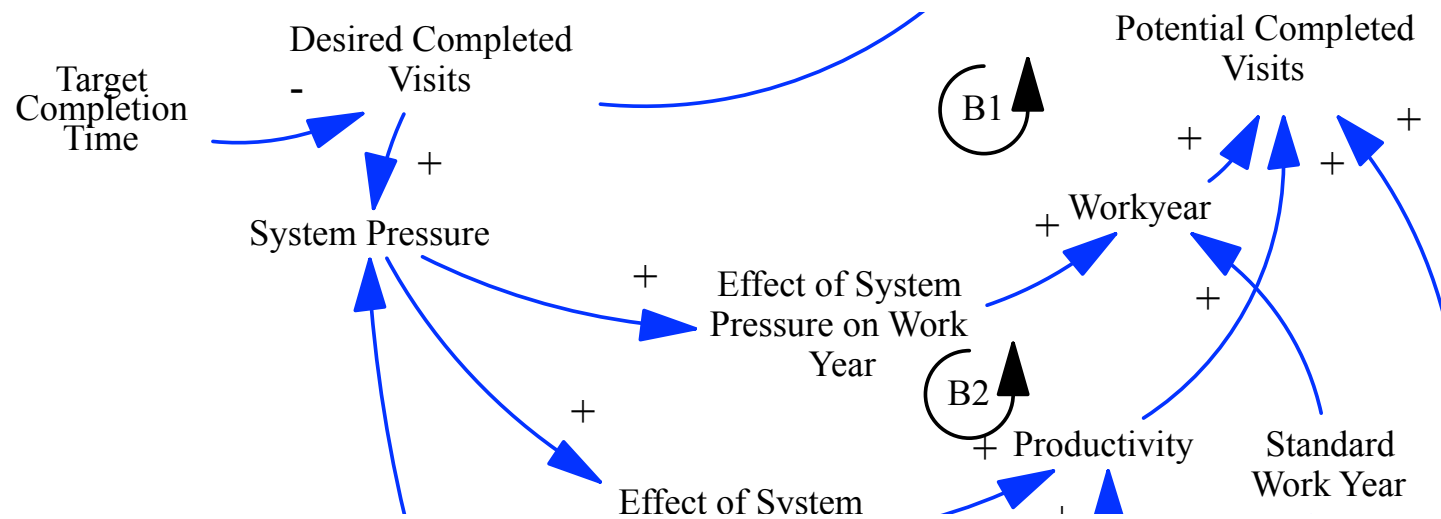 Desired Completed
Visits
Target
Completion
Time
-
+
System Pressure
B1
Potential Completed
Visits
+
+
+
Workyear
+
+
Effect of System
Pressure on Work
Year
+
B2
+
+
Productivity
Standard
Work Year
Effect of System
+